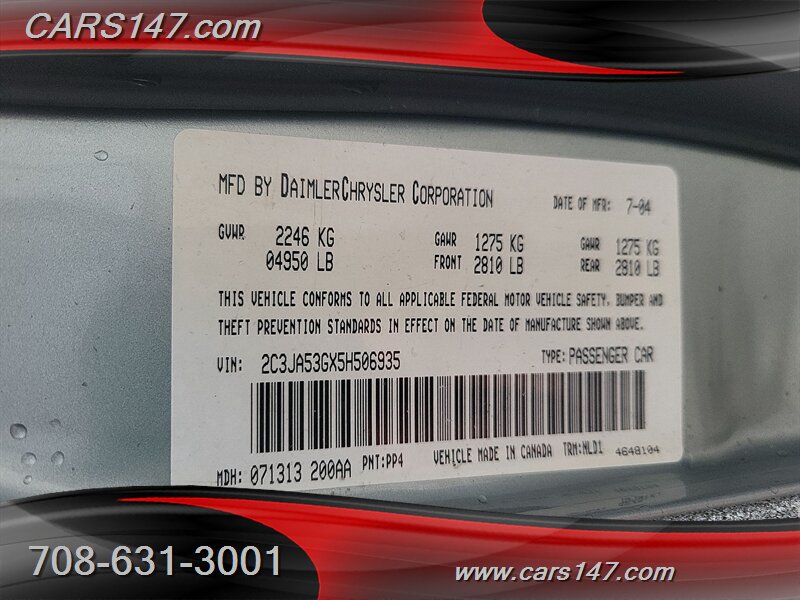 CARS147.com
MFD BY DAIMLERCHRYSLER CORPORATION DATE OF MFR: 7-04
GVWR 2246 KG GAWR 1275 KG GAWR 1275 KG
04950 LB FRONT 2810 LB REAR 2810 LB
THIS VEHICLE CONFORMS TO ALL APPLICABLE FEDERAL MOTOR VEHICLE SAFETY, BUMPER AND
THEFT PREVENTION STANDARDS IN EFFECT ON THE DATE OF MANUFACTURE SHOWN ABOVE.
VIN: 2C3JA53GX5H506935 TYPE: PASSENGER CAR
MDH: 071313 200AA PNT:PP4 VEHICLE MADE IN CANADA TRM:NLD1 4648104
708-631-3001
www.cars147.com